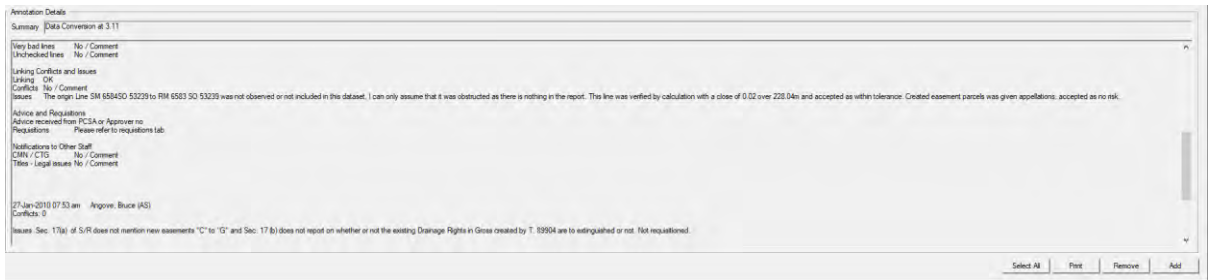 Annotation Details
Summary Data Conversion at 3.11
Very bad lines No / Comment
Unchecked lines No / Comment
Linking Conflicts and Issues
Linking OK
Conflicts No / Comment
Issues The origin Line SM 6584SO 53239 to RM 6583 SO 53239 was not observed or not included in this dataset, I can only assume that it was obstructed as there is nothing in the report. This line was verified by calculation with a close of 0.02 over 228.04m and accepted as within tolerance. Created easement parcels was given appellations, accepted as no risk.
Advice and Requistions
Advice received from PCSA or Approver no
Requistions Please refer to requisitions tab
Notifications to Other Staff
CMN / CTG No / Comment
Titles - Legal issues No / Comment
27-Jan-2010 07:53 am Angove, Bruce (AS)
Conflicts: 0
Issues Sec. 17(a) of S/R does not mention new easements "C" to "G" and Sec. 17 (b) does not report on whether or not the existing Drainage Rights in Gross created by T. 89904 are to extinguished or not. Not requisitioned.
Select All Print Remove Add